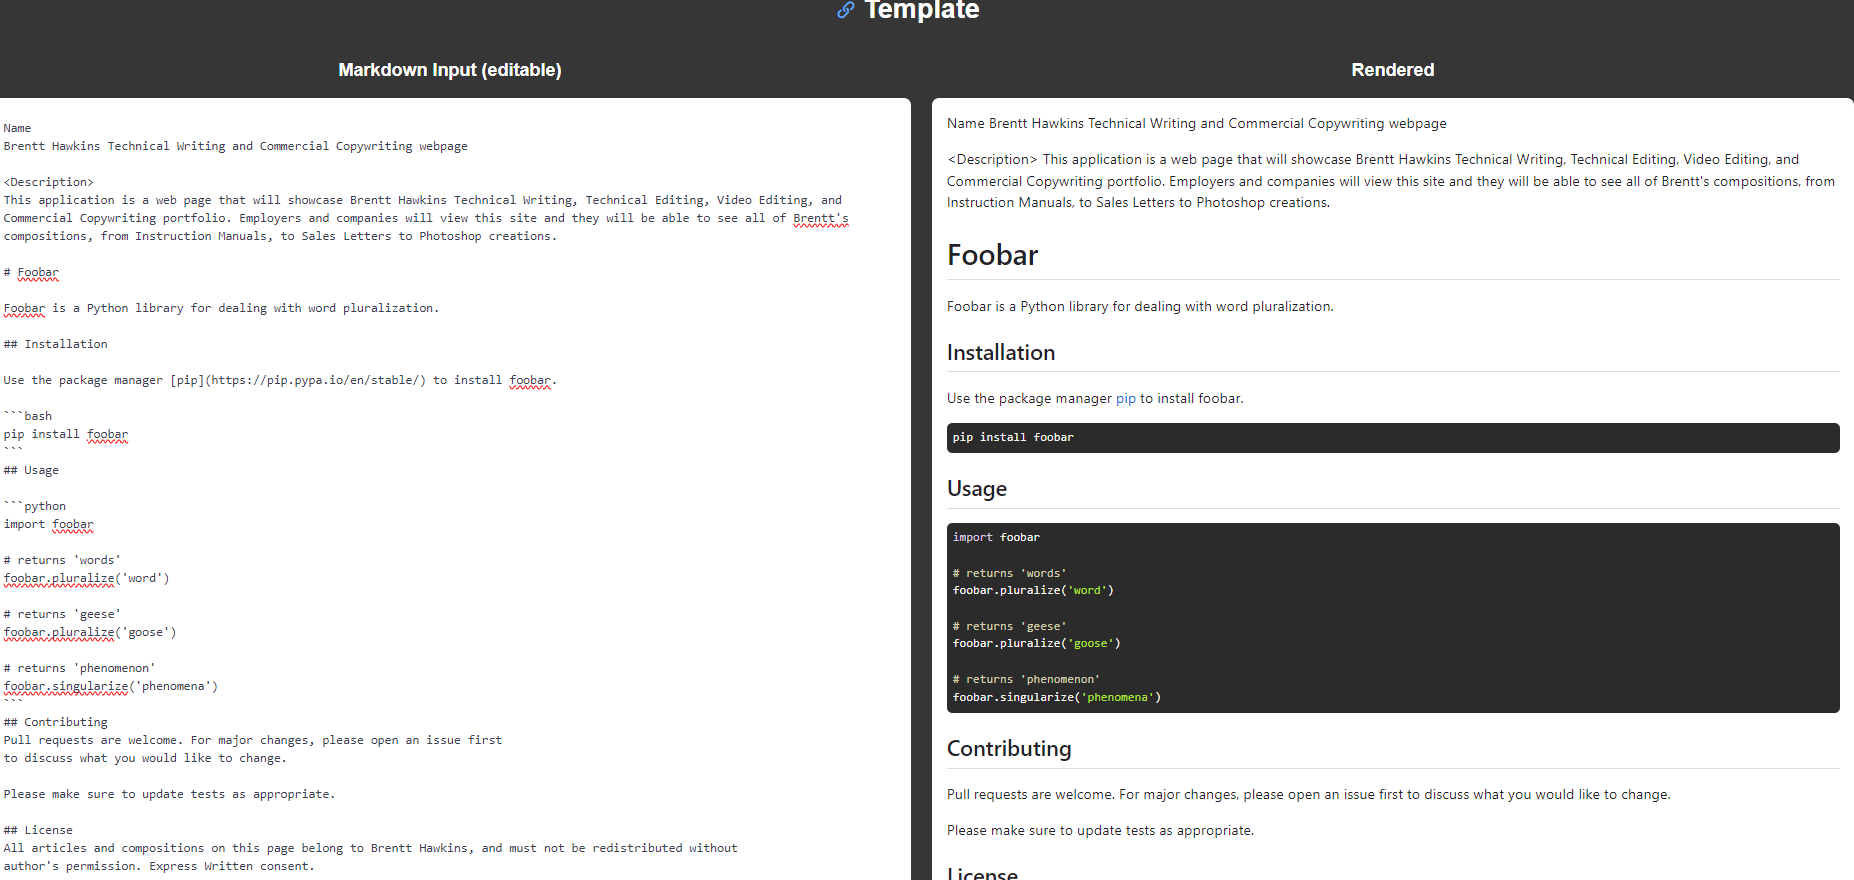 Template
Markdown Input (editable)
Name
Brentt Hawkins Technical Writing and Commercial Copywriting webpage
<Description>
This application is a web page that will showcase Brentt Hawkins Technical Writing, Technical Editing, Video Editing, and
Commercial Copywriting portfolio. Employers and companies will view this site and they will be able to see all of Brentt's
compositions, from Instruction Manuals, to Sales Letters to Photoshop creations.
# Foobar
Foobar is a Python library for dealing with word pluralization.
## Installation
Use the package manager [pip](https://pip.pypa.io/en/stable/) to install foobar.
```bash
pip install foobar
```
## Usage
```python
import foobar
# returns 'words'
foobar.pluralize('word')
# returns 'geese'
foobar.pluralize('goose')
# returns 'phenomenon'
foobar.singularize('phenomena')
```
## Contributing
Pull requests are welcome. For major changes, please open an issue first
to discuss what you would like to change.
Please make sure to update tests as appropriate.
## License
All articles and compositions on this page belong to Brentt Hawkins, and must not be redistributed without
author's permission. Express Written consent.
Rendered
Name Brentt Hawkins Technical Writing and Commercial Copywriting webpage
<Description> This application is a web page that will showcase Brentt Hawkins Technical Writing, Technical Editing, Video Editing, and
Commercial Copywriting portfolio. Employers and companies will view this site and they will be able to see all of Brentt's compositions, from
Instruction Manuals, to Sales Letters to Photoshop creations.
Foobar
Foobar is a Python library for dealing with word pluralization.
Installation
Use the package manager pip to install foobar.
pip install foobar
Usage
import foobar
# returns 'words'
foobar.pluralize('word')
# returns 'geese'
foobar.pluralize('goose')
# returns 'phenomenon'
foobar.singularize('phenomena')
Contributing
Pull requests are welcome. For major changes, please open an issue first to discuss what you would like to change.
Please make sure to update tests as appropriate.
License